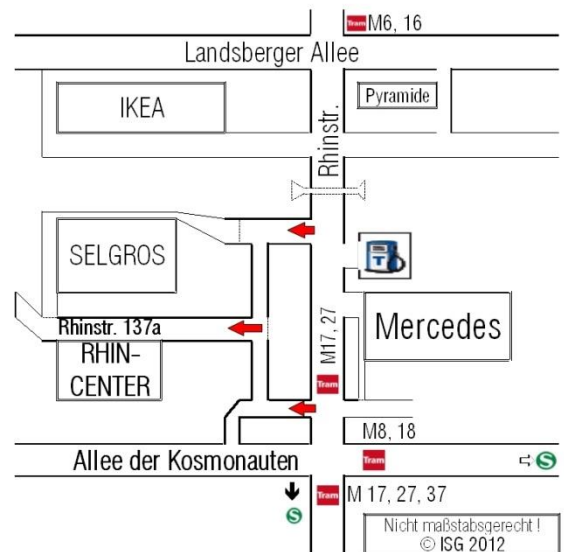 Tram M6, 16
Landsberger Allee
IKEA
Pyramide
Rhinstr.
SELGROS
T
Rhinstr. 137a
RHIN-
CENTER
M17, 27
Tram
Mercedes
M8, 18
Allee der Kosmonauten
Tram
S
S
Tram M 17, 27, 37
Nicht maßstabsgerecht !
© ISG 2012